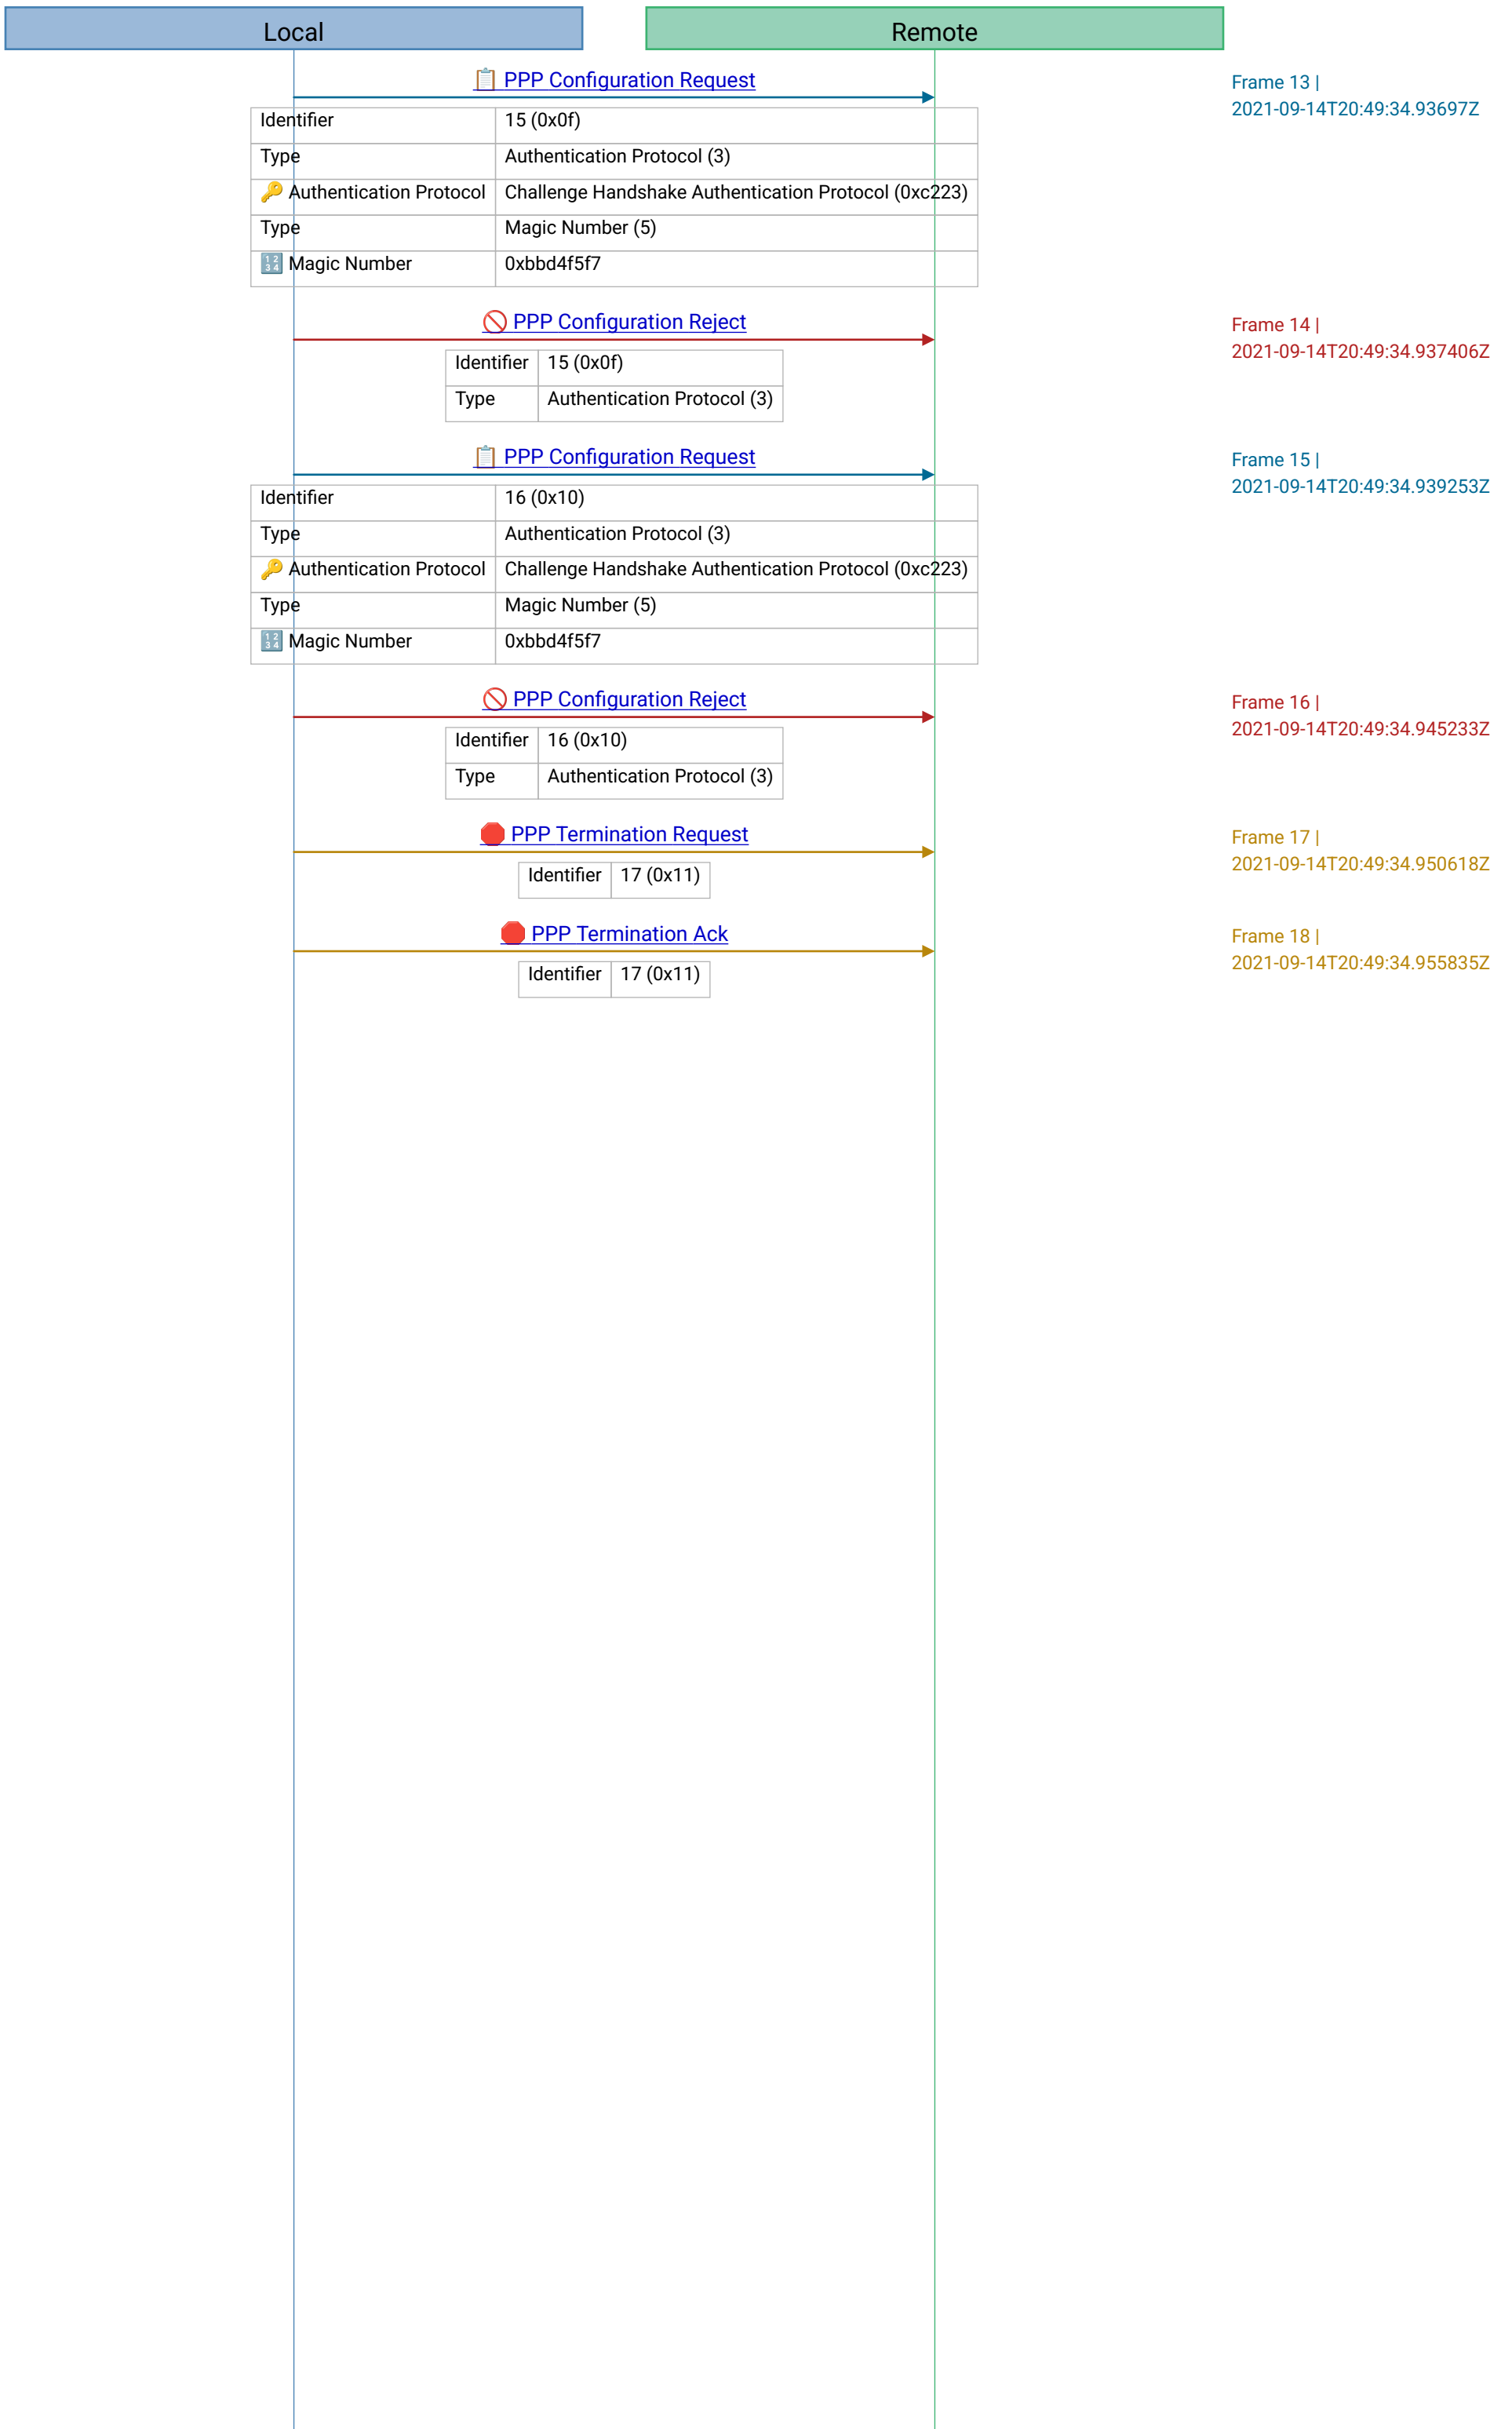 Local
Remote
📋 PPP Configuration Request
Frame 13 |
2021-09-14T20:49:34.93697Z
Identifier 15 (0x0f)
Type Authentication Protocol (3)
🔑 Authentication Protocol Challenge Handshake Authentication Protocol (0xc223)
Type Magic Number (5)
🔢 Magic Number 0xbbd4f5f7
🚫 PPP Configuration Reject
Frame 14 |
2021-09-14T20:49:34.937406Z
Identifier 15 (0x0f)
Type Authentication Protocol (3)
📋 PPP Configuration Request
Frame 15 |
2021-09-14T20:49:34.939253Z
Identifier 16 (0x10)
Type Authentication Protocol (3)
🔑 Authentication Protocol Challenge Handshake Authentication Protocol (0xc223)
Type Magic Number (5)
🔢 Magic Number 0xbbd4f5f7
🚫 PPP Configuration Reject
Frame 16 |
2021-09-14T20:49:34.945233Z
Identifier 16 (0x10)
Type Authentication Protocol (3)
🛑 PPP Termination Request
Frame 17 |
2021-09-14T20:49:34.950618Z
Identifier 17 (0x11)
🛑 PPP Termination Ack
Frame 18 |
2021-09-14T20:49:34.955835Z
Identifier 17 (0x11)